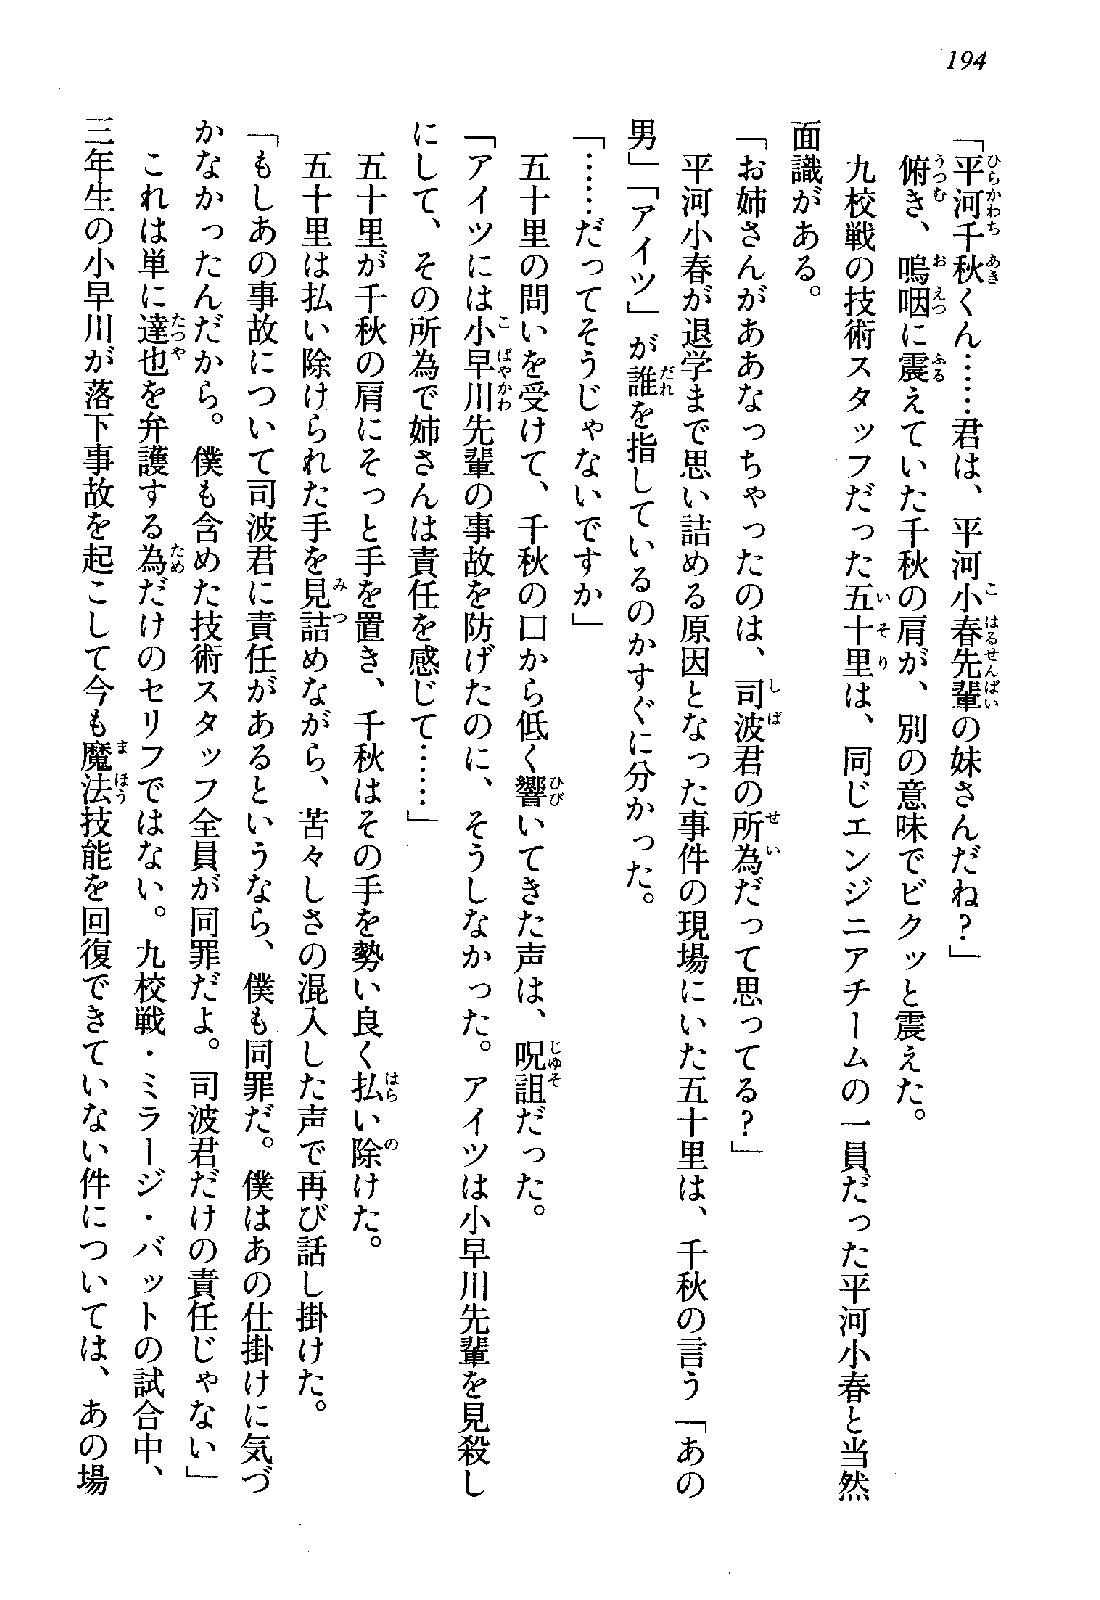 194
「平河千秋くん……君は、平河小春先輩の妹さんだね？」
俯き、嗚咽に震えていた千秋の肩が、別の意味でビクッと震えた。
九校戦の技術スタッフだった五十里は、同じエンジニアチームの一員だった平河小春と当然
面識がある。
「お姉さんがああなっちゃったのは、司波君の所為だって思ってる？」
平河小春が退学まで思い詰める原因となった事件の現場にいた五十里は、千秋の言う「あの
男」「アイツ」が誰を指しているのかすぐに分かった。
「……だってそうじゃないですか」
五十里の問いを受けて、千秋の口から低く響いてきた声は、呪詛だった。
「アイツには小早川先輩の事故を防げたのに、そうしなかった。アイツは小早川先輩を見殺し
にして、その所為で姉さんは責任を感じて……」
五十里が千秋の肩にそっと手を置き、千秋はその手を勢い良く払い除けた。
五十里は払い除けられた手を見詰めながら、苦々しさの混入した声で再び話し掛けた。
「もしあの事故について司波君に責任があるというなら、僕も同罪だ。僕はあの仕掛けに気づ
かなかったんだから。僕も含めた技術スタッフ全員が同罪だよ。司波君だけの責任じゃない」
これは単に達也を弁護する為だけのセリフではない。九校戦・ミラージ・バットの試合中、
三年生の小早川が落下事故を起こして今も魔法技能を回復できていない件については、あの場